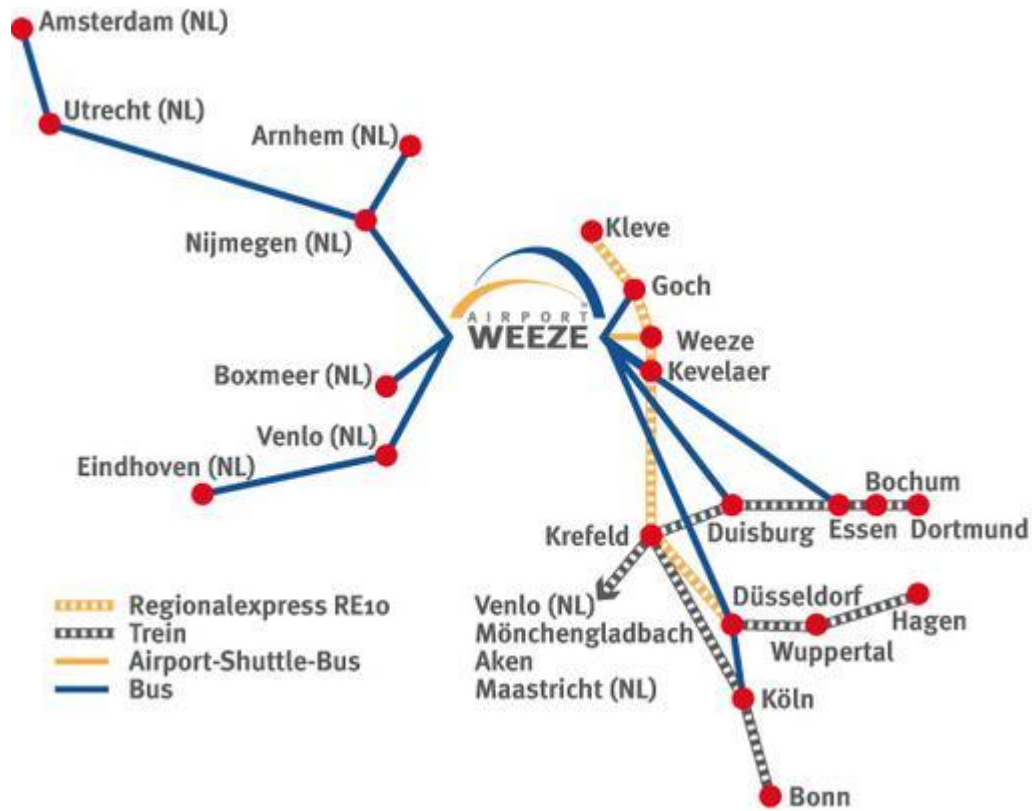 Amsterdam (NL)
Utrecht (NL)
Arnhem (NL)
Nijmegen (NL)
Kleve
Goch
AIRPORT
WEEZE
Weeze
Kevelaer
Boxmeer (NL)
Venlo (NL)
Eindhoven (NL)
Bochum
Krefeld
Duisburg
Essen
Dortmund
Regionalexpress RE10
Trein
Airport-Shuttle-Bus
Bus
Venlo (NL)
Mönchengladbach
Aken
Maastricht (NL)
Düsseldorf
Hagen
Wuppertal
Köln
Bonn